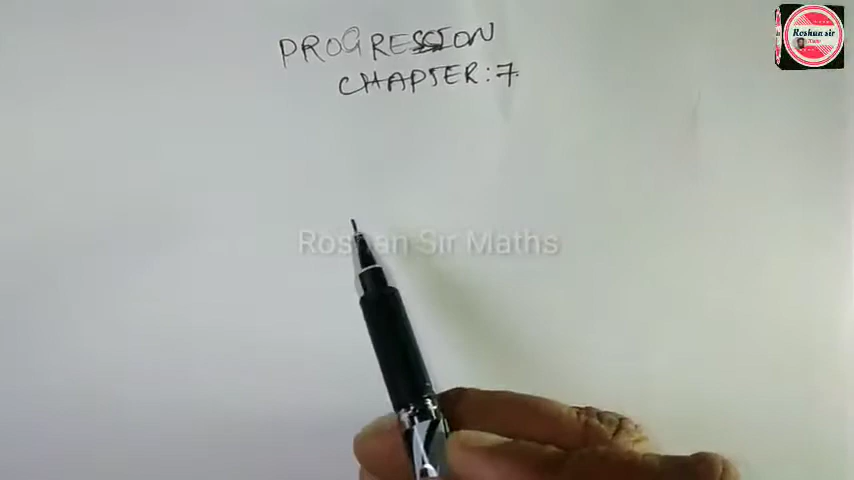 PROGRESSION
CHAPTER:7
Roshan Sir Maths
Roshan sir